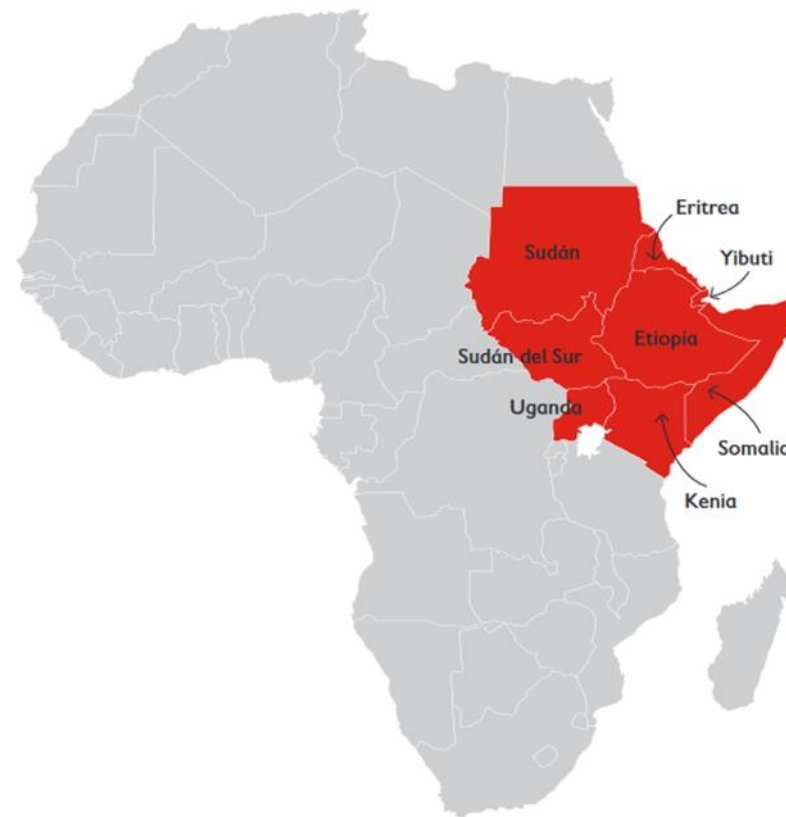 Eritrea
Sudán
Yibuti
Etiopía
Sudán del Sur
Uganda
Somalia
Kenia